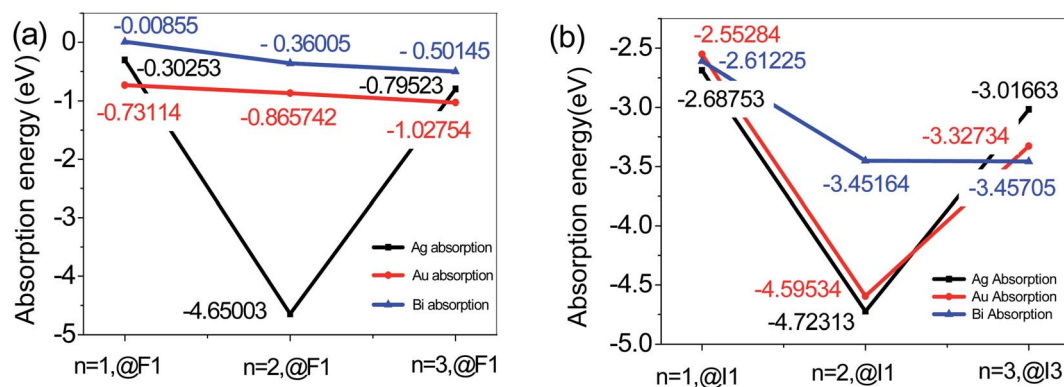 (a)
Absorption energy(eV)
0
-1
-2
-3
-4
-5
-0.00855
-0.36005
-0.50145
-0.30253
-0.79523
-0.73114
-0.865742
-1.02754
-4.65003
Ag absorption
Au absorption
Bi absorption
n=1,@F1
n=2,@F1
n=3,@F1
(b)
Absorption energy(eV)
-2.5
-3.0
-3.5
-4.0
-4.5
-5.0
-2.55284
-2.61225
-2.68753
-3.01663
-3.32734
-3.45164
-3.45705
-4.59534
-4.72313
Ag Absorption
Au Absorption
Bi Absorption
n=1,@I1
n=2,@I1
n=3,@I3